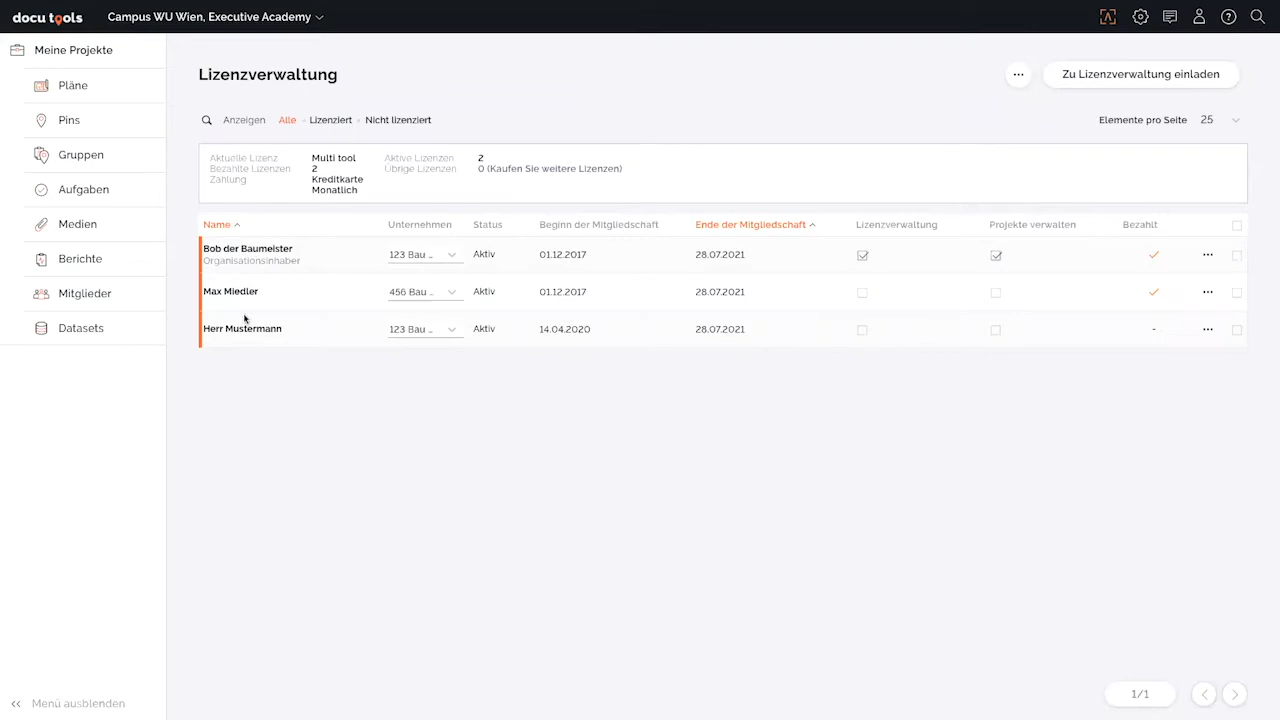 docu tools
Campus WU Wien, Executive Academy
Meine Projekte
Pläne
Pins
Gruppen
Aufgaben
Medien
Berichte
Mitglieder
Datasets
Menü ausblenden
Lizenzverwaltung
Zu Lizenzverwaltung einladen
Anzeigen Alle - Lizenziert - Nicht lizenziert
Elemente pro Seite 25
Aktuelle Lizenz Multi tool Aktive Lizenzen 2
Bezahlte Lizenzen 2 Übrige Lizenzen 0 (Kaufen Sie weitere Lizenzen)
Zahlung Kreditkarte
Monatlich
Name Unternehmen Status Beginn der Mitgliedschaft Ende der Mitgliedschaft Lizenzverwaltung Projekte verwalten Bezahlt
Bob der Baumeister 123 Bau ... Aktiv 01.12.2017 28.07.2021
Organisationsinhaber
Max Miedler 456 Bau ... Aktiv 01.12.2017 28.07.2021
Herr Mustermann 123 Bau ... Aktiv 14.04.2020 28.07.2021 -
1/1